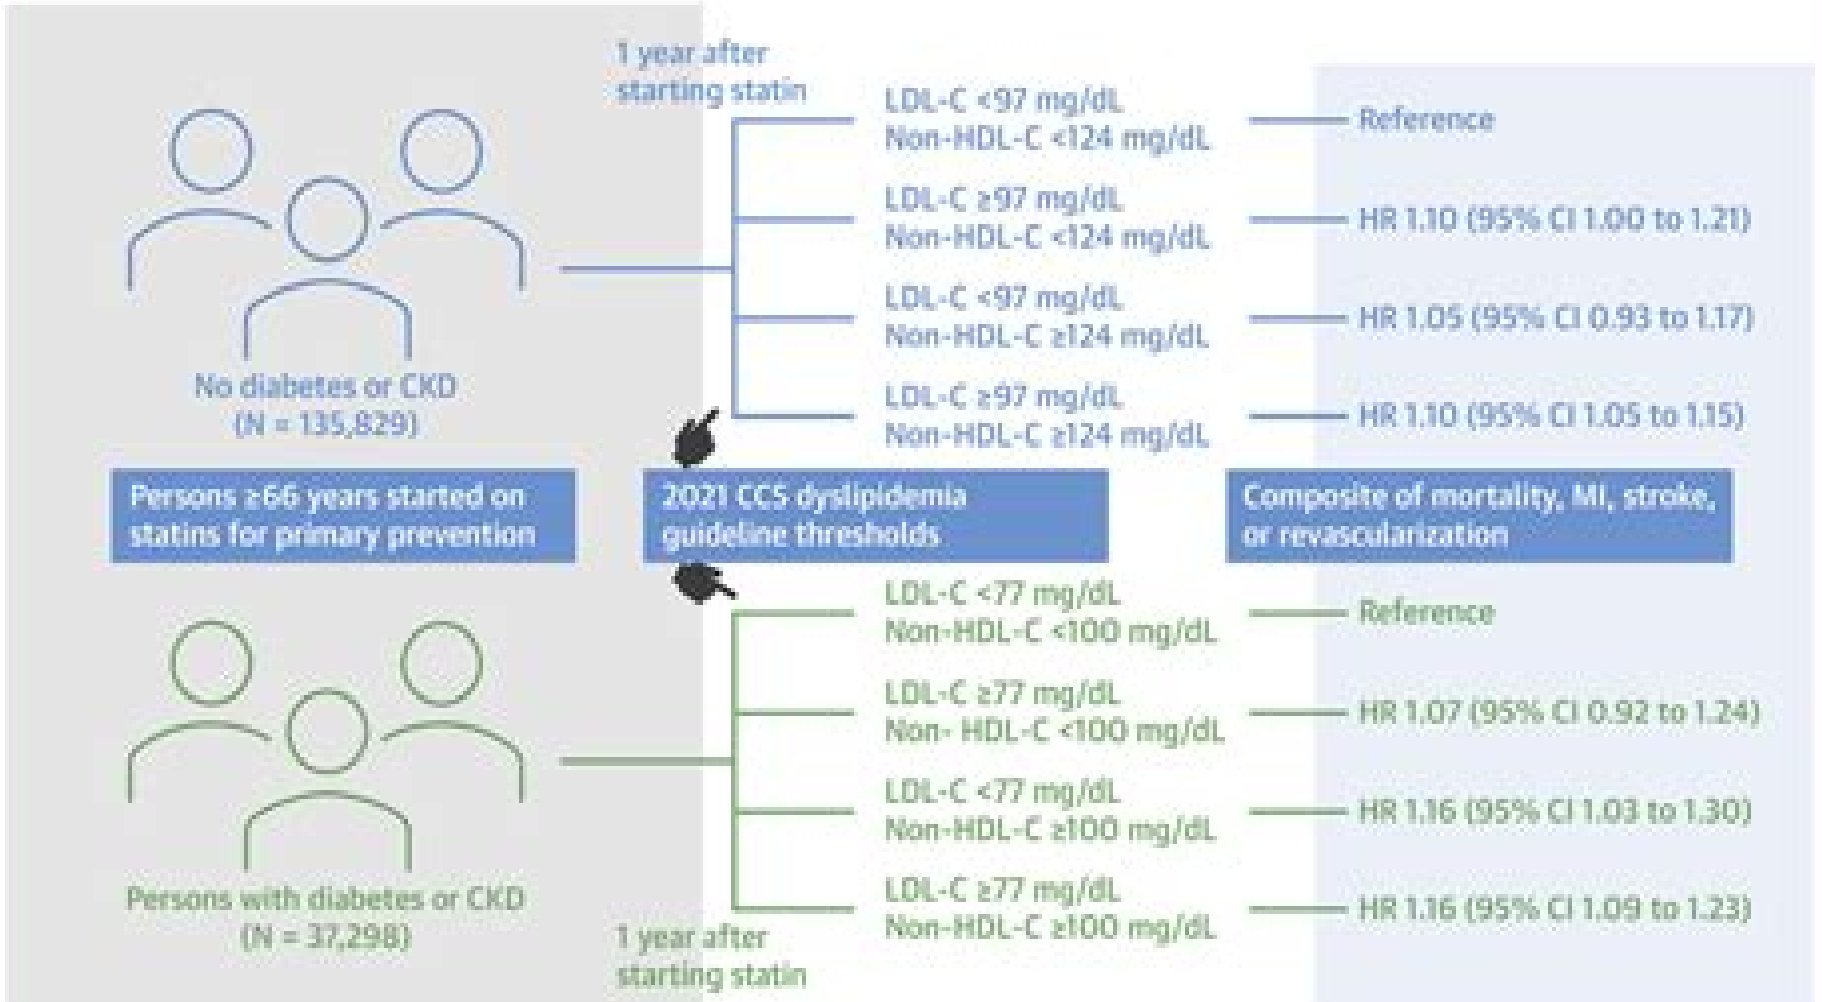 1 year after
starting statin
LDL-C <97 mg/dL
Non-HDL-C <124 mg/dL
Reference
LDL-C ≥97 mg/dL
Non-HDL-C <124 mg/dL
HR 1.10 (95% CI 1.00 to 1.21)
LDL-C <97 mg/dL
Non-HDL-C ≥124 mg/dL
HR 1.05 (95% CI 0.93 to 1.17)
LDL-C ≥97 mg/dL
Non-HDL-C ≥124 mg/dL
HR 1.10 (95% CI 1.05 to 1.15)
No diabetes or CKD
(N = 135,829)
Persons ≥66 years started on
statins for primary prevention
2021 CCS dyslipidemia
guideline thresholds
Composite of mortality, MI, stroke,
or revascularization
LDL-C <77 mg/dL
Non-HDL-C <100 mg/dL
Reference
LDL-C ≥77 mg/dL
Non- HDL-C <100 mg/dL
HR 1.07 (95% CI 0.92 to 1.24)
LDL-C <77 mg/dL
Non-HDL-C ≥100 mg/dL
HR 1.16 (95% CI 1.03 to 1.30)
LDL-C ≥77 mg/dL
Non-HDL-C ≥100 mg/dL
HR 1.16 (95% CI 1.09 to 1.23)
Persons with diabetes or CKD
(N = 37,298)
1 year after
starting statin